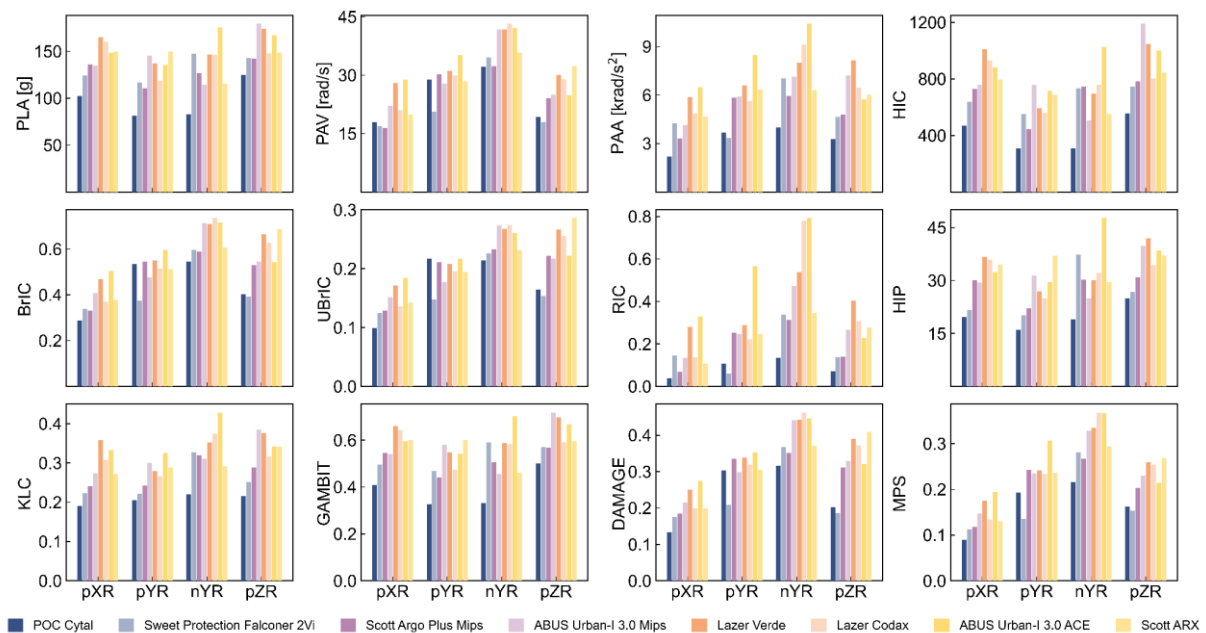 PLA [g]
150
100
50
PAV [rad/s]
45
30
15
PAA [krad/s²]
9
6
3
HIC
1200
800
400
BrIC
0.6
0.4
0.2
UBrIC
0.3
0.2
0.1
0.0
RIC
0.8
0.6
0.4
0.2
0.0
HIP
45
30
15
KLC
0.4
0.3
0.2
0.1
0.0
pXR pYR nYR pZR
GAMBIT
0.6
0.4
0.2
0.0
pXR pYR nYR pZR
DAMAGE
0.4
0.3
0.2
0.1
0.0
pXR pYR nYR pZR
MPS
0.3
0.2
0.1
0.0
pXR pYR nYR pZR
POC Cytal Sweet Protection Falconer 2Vi Scott Argo Plus Mips ABUS Urban-I 3.0 Mips Lazer Verde Lazer Codax ABUS Urban-I 3.0 ACE Scott ARX